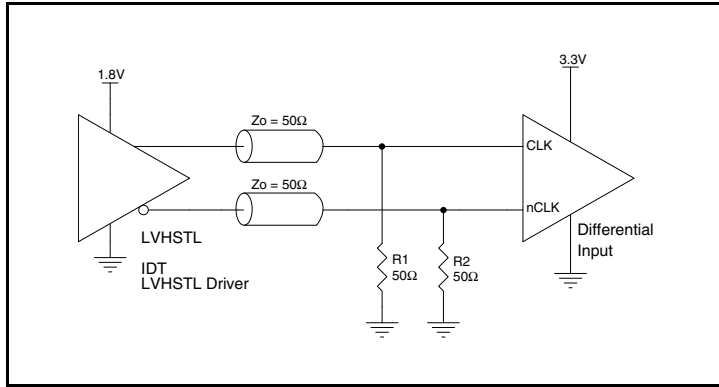 1.8V
3.3V
Zo = 50Ω
CLK
Zo = 50Ω
nCLK
LVHSTL
IDT
LVHSTL Driver
R1
50Ω
R2
50Ω
Differential
Input